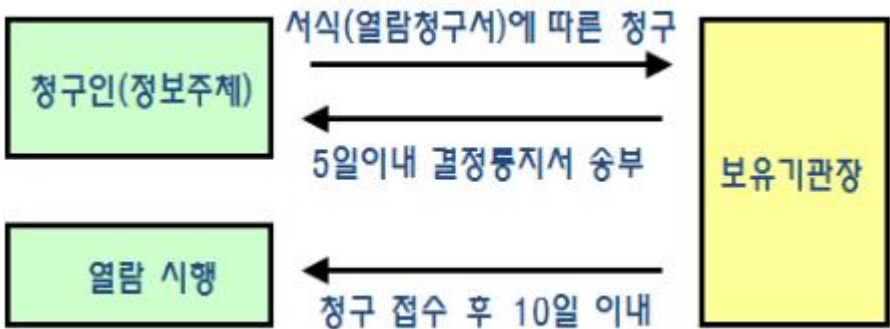 서식(열람청구서)에 따른 청구
청구인(정보주체)
5일이내 결정통지서 송부
보유기관장
열람 시행
청구 접수 후 10일 이내